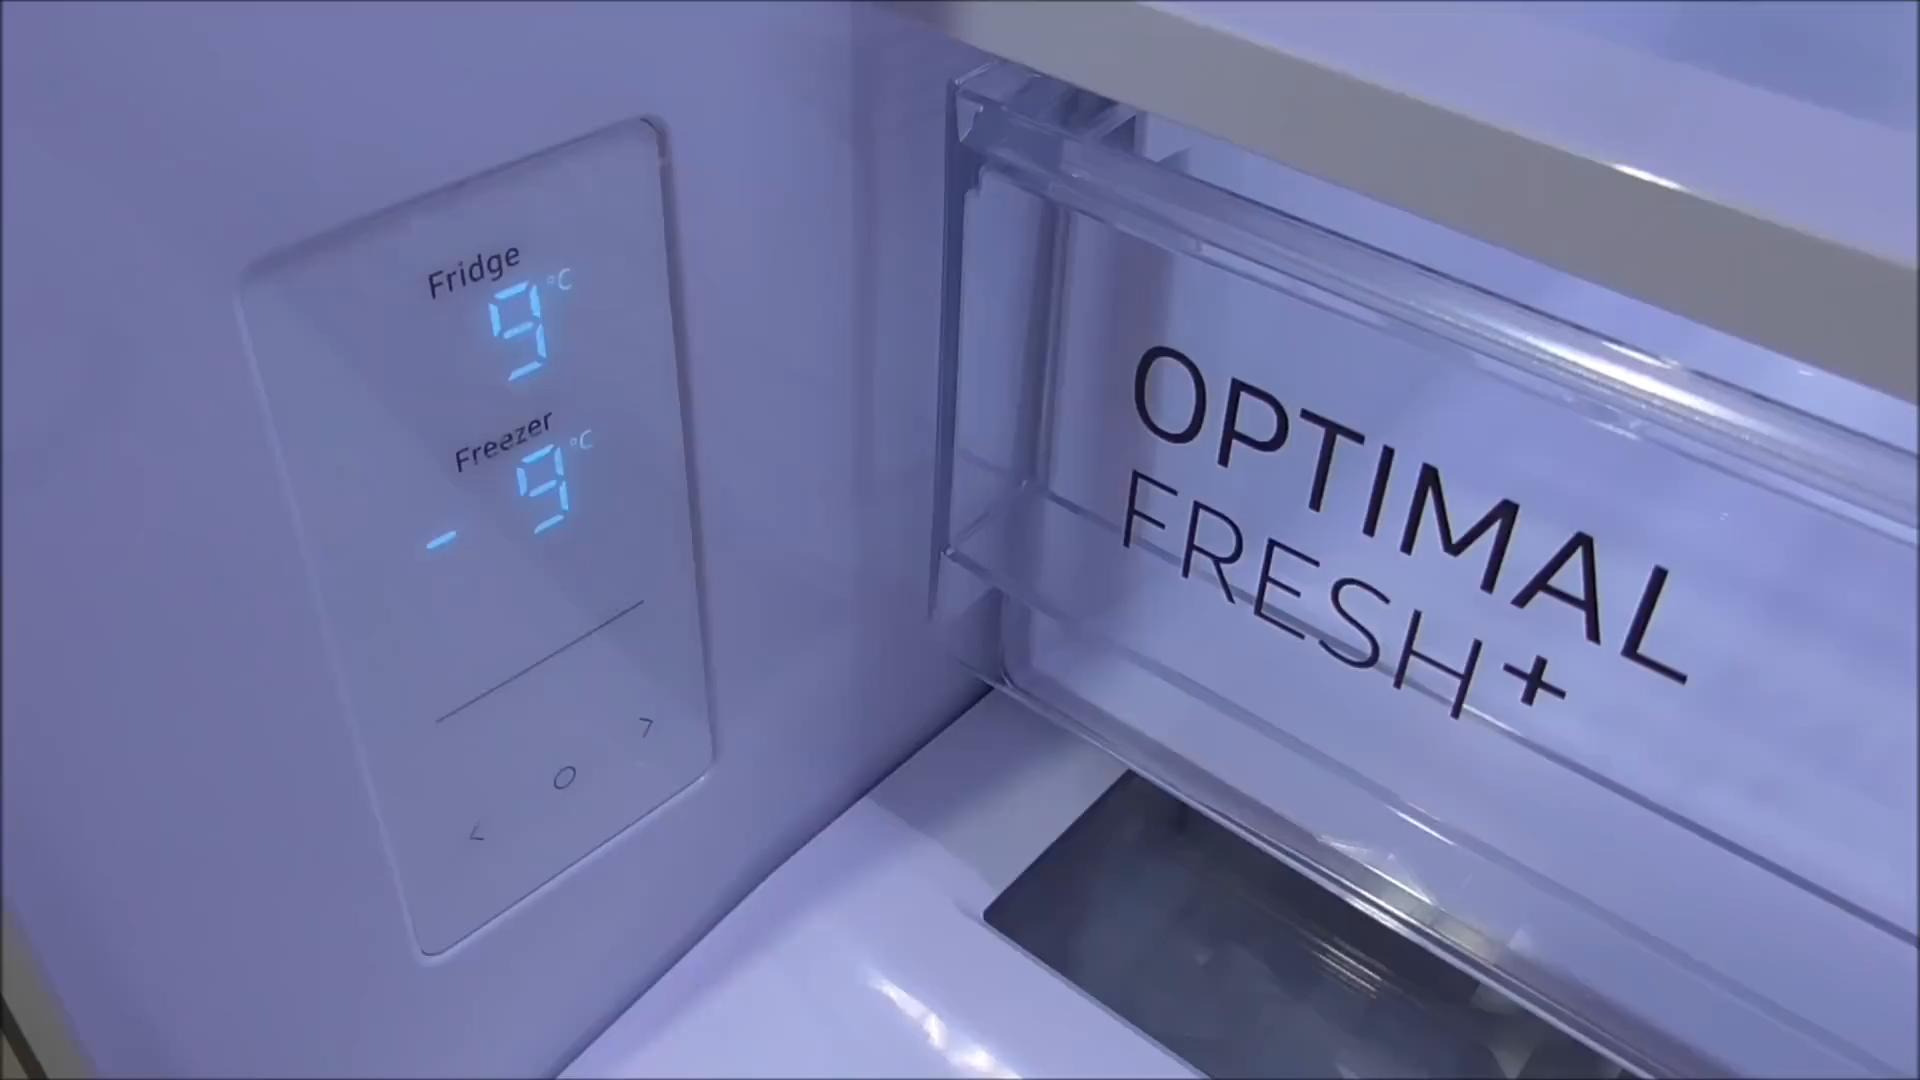 Fridge
9 °C
Freezer
- 9 °C
< O >
OPTIMAL
FRESH+